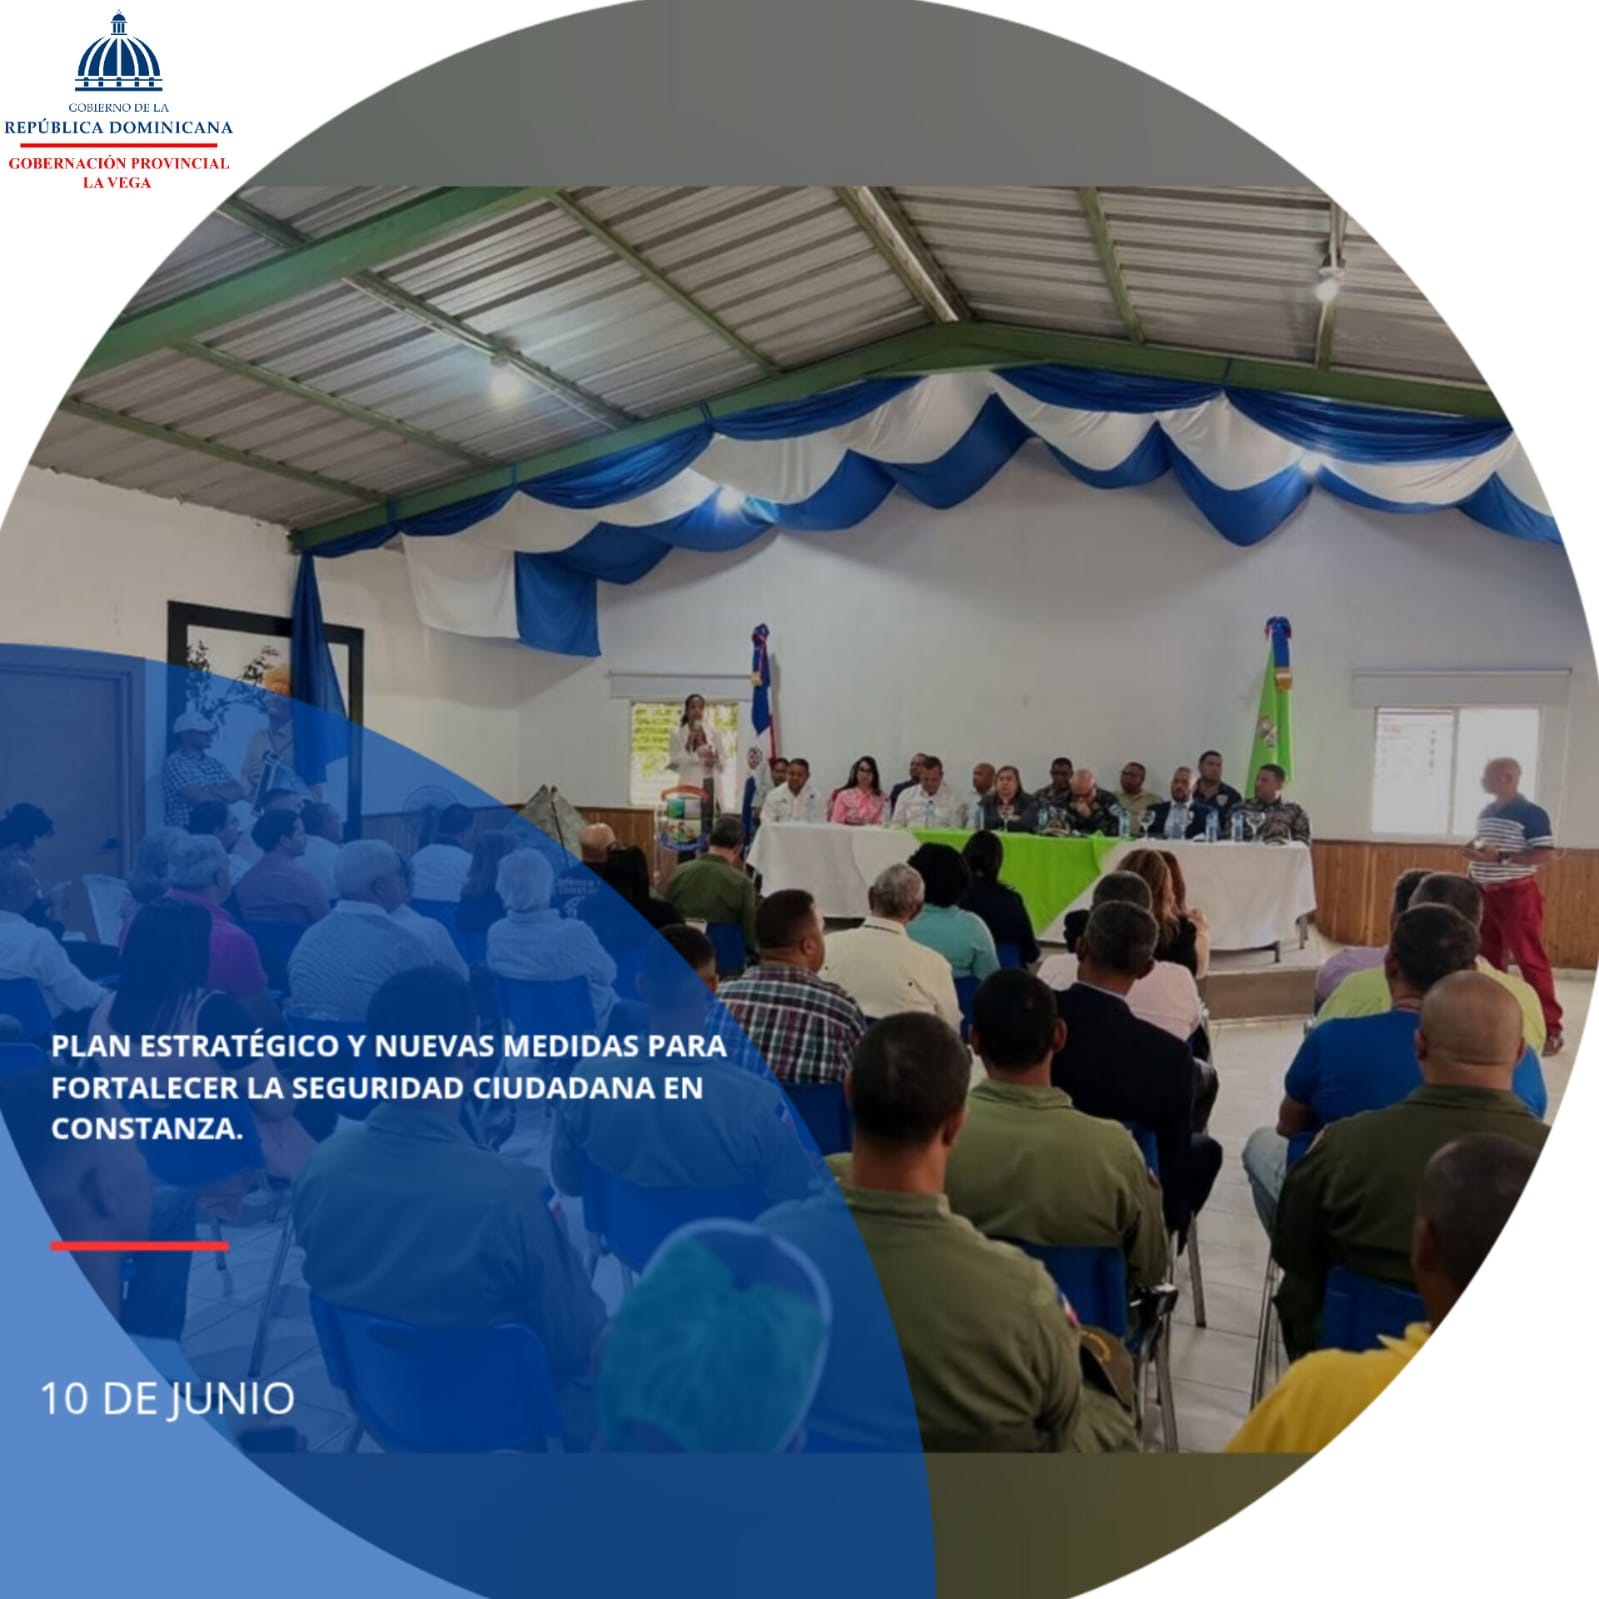 GOBIERNO DE LA
REPÚBLICA DOMINICANA
GOBERNACIÓN PROVINCIAL
LA VEGA
PLAN ESTRATÉGICO Y NUEVAS MEDIDAS PARA
FORTALECER LA SEGURIDAD CIUDADANA EN
CONSTANZA.
10 DE JUNIO